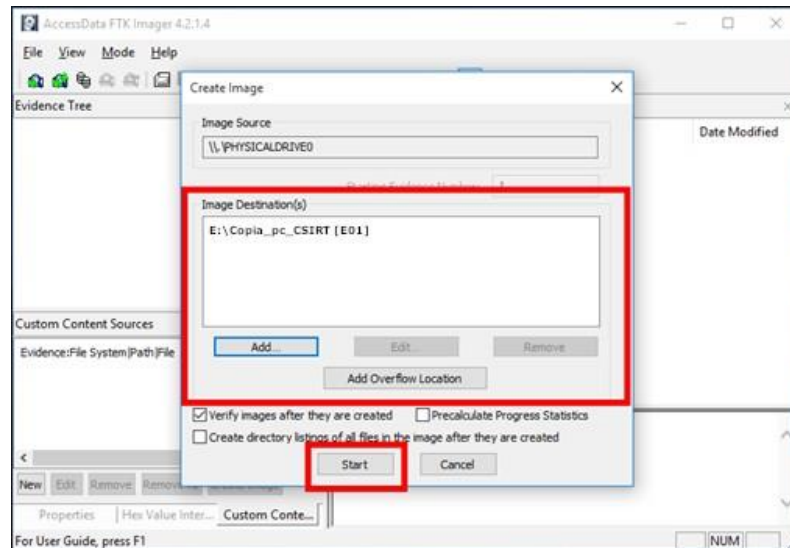 AccessData FTK Imager 4.2.1.4
File View Mode Help
Evidence Tree
Create Image
Image Source
\\.\PHYSICALDRIVE0
Date Modified
1
Image Destination(s)
E:\Copia_pc_CSIRT [E01]
Custom Content Sources
Evidence:File System|Path|File
Add... Edit... Remove
Add Overflow Location
Verify images after they are created Precalculate Progress Statistics
Create directory listings of all files in the image after they are created
Start Cancel
New Edit Remove
Properties Hex Value Inter... Custom Conte...
For User Guide, press F1
NUM